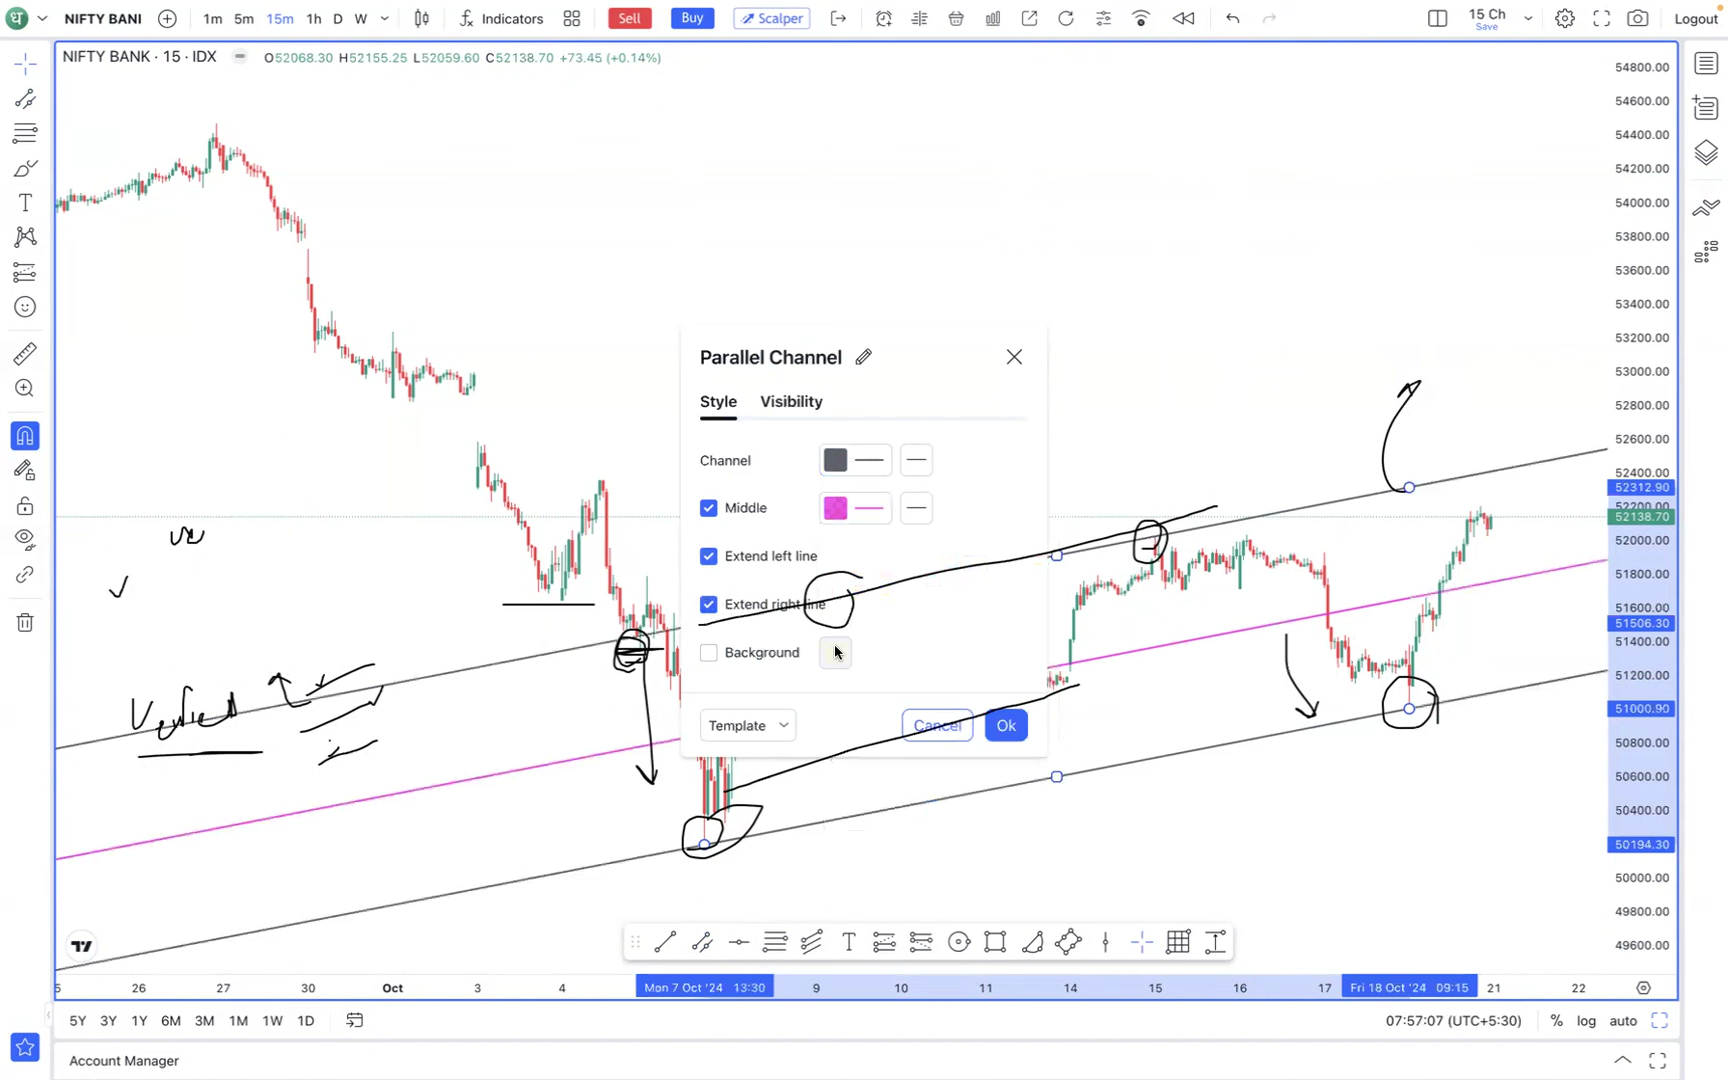 NIFTY BANI 1m 5m 15m 1h D W Indicators Sell Buy Scalper 15 Ch Save Logout
NIFTY BANK · 15 · IDX O52068.30 H52155.25 L52059.60 C52138.70 +73.45 (+0.14%)
54800.00
54600.00
54400.00
54200.00
54000.00
53800.00
53600.00
53400.00
53200.00
53000.00
52800.00
52600.00
52400.00
52312.90
52200.00
52138.70
52000.00
51800.00
51600.00
51506.30
51400.00
51200.00
51000.90
50800.00
50600.00
50400.00
50194.30
50000.00
49800.00
49600.00
Parallel Channel
Style Visibility
Channel
Middle
Extend left line
Extend right line
Background
Template Cancel Ok
T
T
5 26 27 30 Oct 3 4 Mon 7 Oct '24 13:30 9 10 11 14 15 16 17 Fri 18 Oct '24 09:15 21 22
5Y 3Y 1Y 6M 3M 1M 1W 1D 07:57:07 (UTC+5:30) % log auto
Account Manager